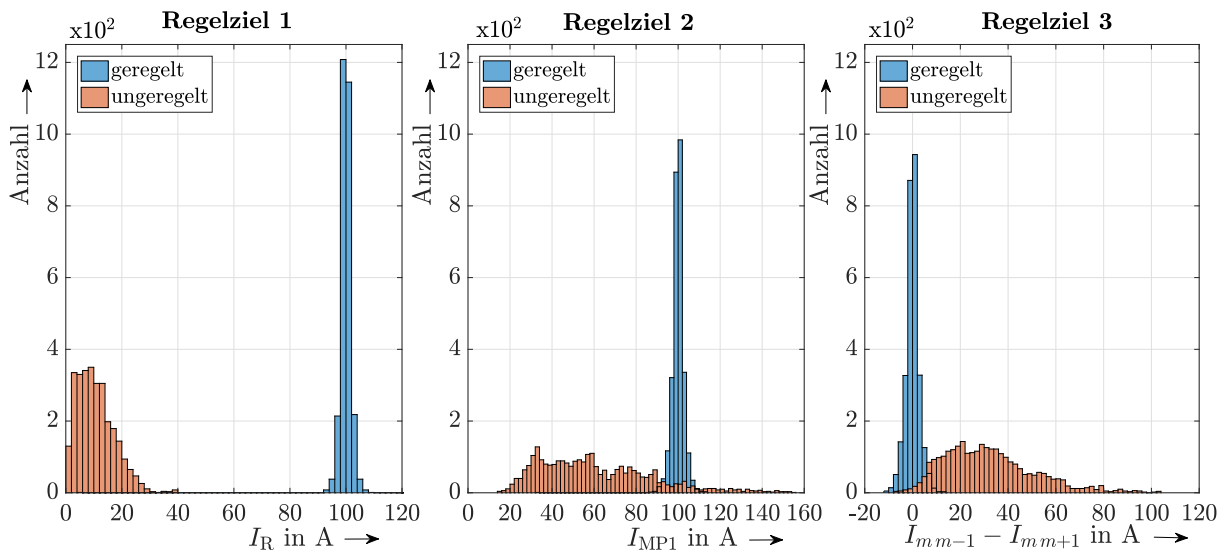 Regelziel 1
x10²
12
10
8
6
4
2
0
Anzahl
geregelt
ungeregelt
0 20 40 60 80 100 120
I_R in A
Regelziel 2
x10²
12
10
8
6
4
2
0
Anzahl
geregelt
ungeregelt
0 20 40 60 80 100 120 140 160
I_MP1 in A
Regelziel 3
x10²
12
10
8
6
4
2
0
Anzahl
geregelt
ungeregelt
-20 0 20 40 60 80 100 120
I_{m m−1} − I_{m m+1} in A